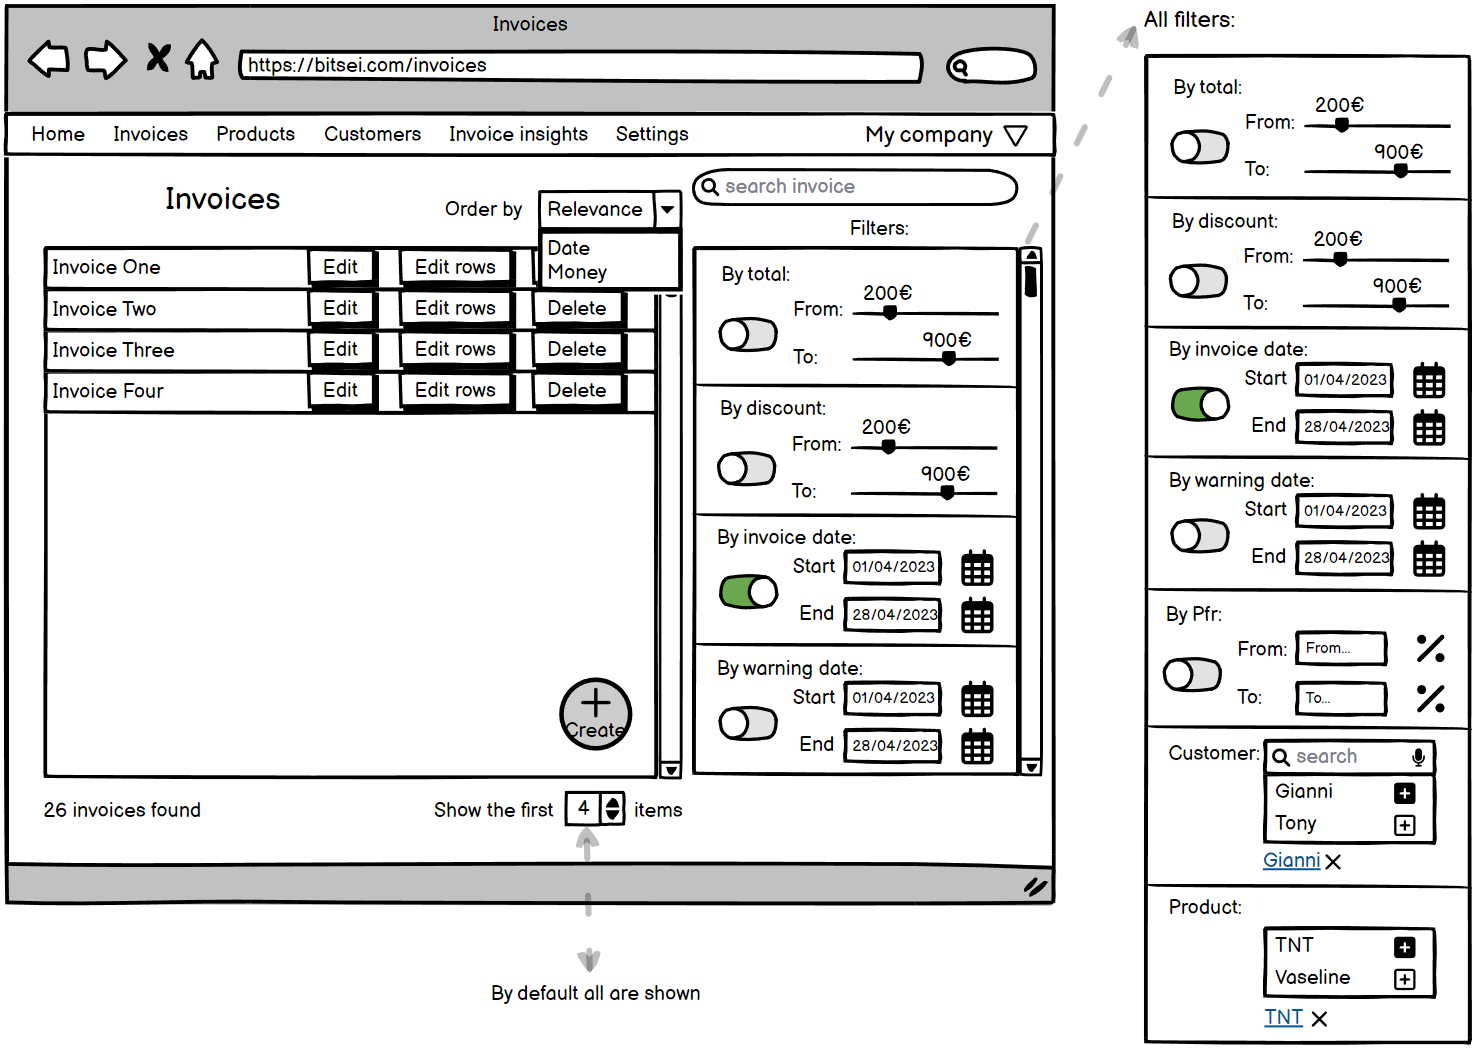 Invoices
https://bitsei.com/invoices
Home Invoices Products Customers Invoice insights Settings My company
Invoices
Order by Relevance
Date
Money
Invoice One Edit Edit rows
Invoice Two Edit Edit rows Delete
Invoice Three Edit Edit rows Delete
Invoice Four Edit Edit rows Delete
Create
26 invoices found
Show the first 4 items
By default all are shown
search invoice
Filters:
By total:
200€
From:
900€
To:
By discount:
200€
From:
900€
To:
By invoice date:
Start 01/04/2023
End 28/04/2023
By warning date:
Start 01/04/2023
End 28/04/2023
All filters:
By total:
200€
From:
900€
To:
By discount:
200€
From:
900€
To:
By invoice date:
Start 01/04/2023
End 28/04/2023
By warning date:
Start 01/04/2023
End 28/04/2023
By Pfr:
From: From... %
To: To... %
Customer: search
Gianni
Tony
Gianni
Product:
TNT
Vaseline
TNT